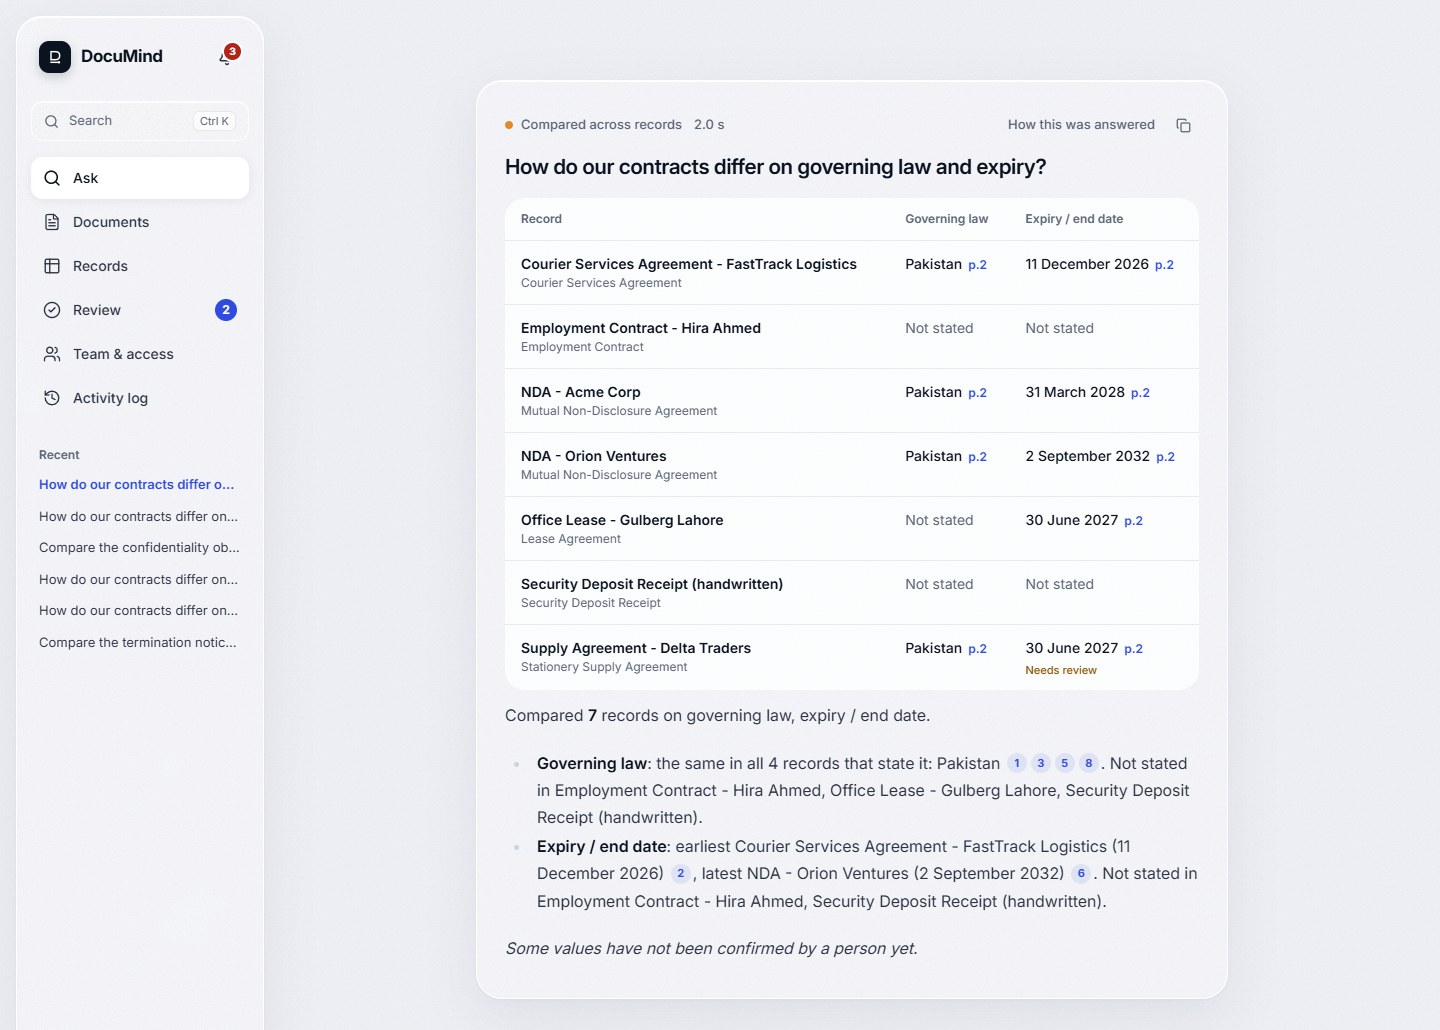 DocuMind
3
Search
Ctrl K
Ask
Documents
Records
Review
2
Team & access
Activity log
Recent
How do our contracts differ o...
How do our contracts differ on...
Compare the confidentiality ob...
How do our contracts differ on...
How do our contracts differ on...
Compare the termination notic...
Compared across records 2.0 s
How this was answered
How do our contracts differ on governing law and expiry?
Record Governing law Expiry / end date
Courier Services Agreement - FastTrack Logistics Pakistan p.2 11 December 2026 p.2
Courier Services Agreement
Employment Contract - Hira Ahmed Not stated Not stated
Employment Contract
NDA - Acme Corp Pakistan p.2 31 March 2028 p.2
Mutual Non-Disclosure Agreement
NDA - Orion Ventures Pakistan p.2 2 September 2032 p.2
Mutual Non-Disclosure Agreement
Office Lease - Gulberg Lahore Not stated 30 June 2027 p.2
Lease Agreement
Security Deposit Receipt (handwritten) Not stated Not stated
Security Deposit Receipt
Supply Agreement - Delta Traders Pakistan p.2 30 June 2027 p.2
Stationery Supply Agreement Needs review
Compared 7 records on governing law, expiry / end date.
Governing law: the same in all 4 records that state it: Pakistan 1 3 5 8. Not stated
in Employment Contract - Hira Ahmed, Office Lease - Gulberg Lahore, Security Deposit
Receipt (handwritten).
Expiry / end date: earliest Courier Services Agreement - FastTrack Logistics (11
December 2026) 2, latest NDA - Orion Ventures (2 September 2032) 6. Not stated in
Employment Contract - Hira Ahmed, Security Deposit Receipt (handwritten).
Some values have not been confirmed by a person yet.